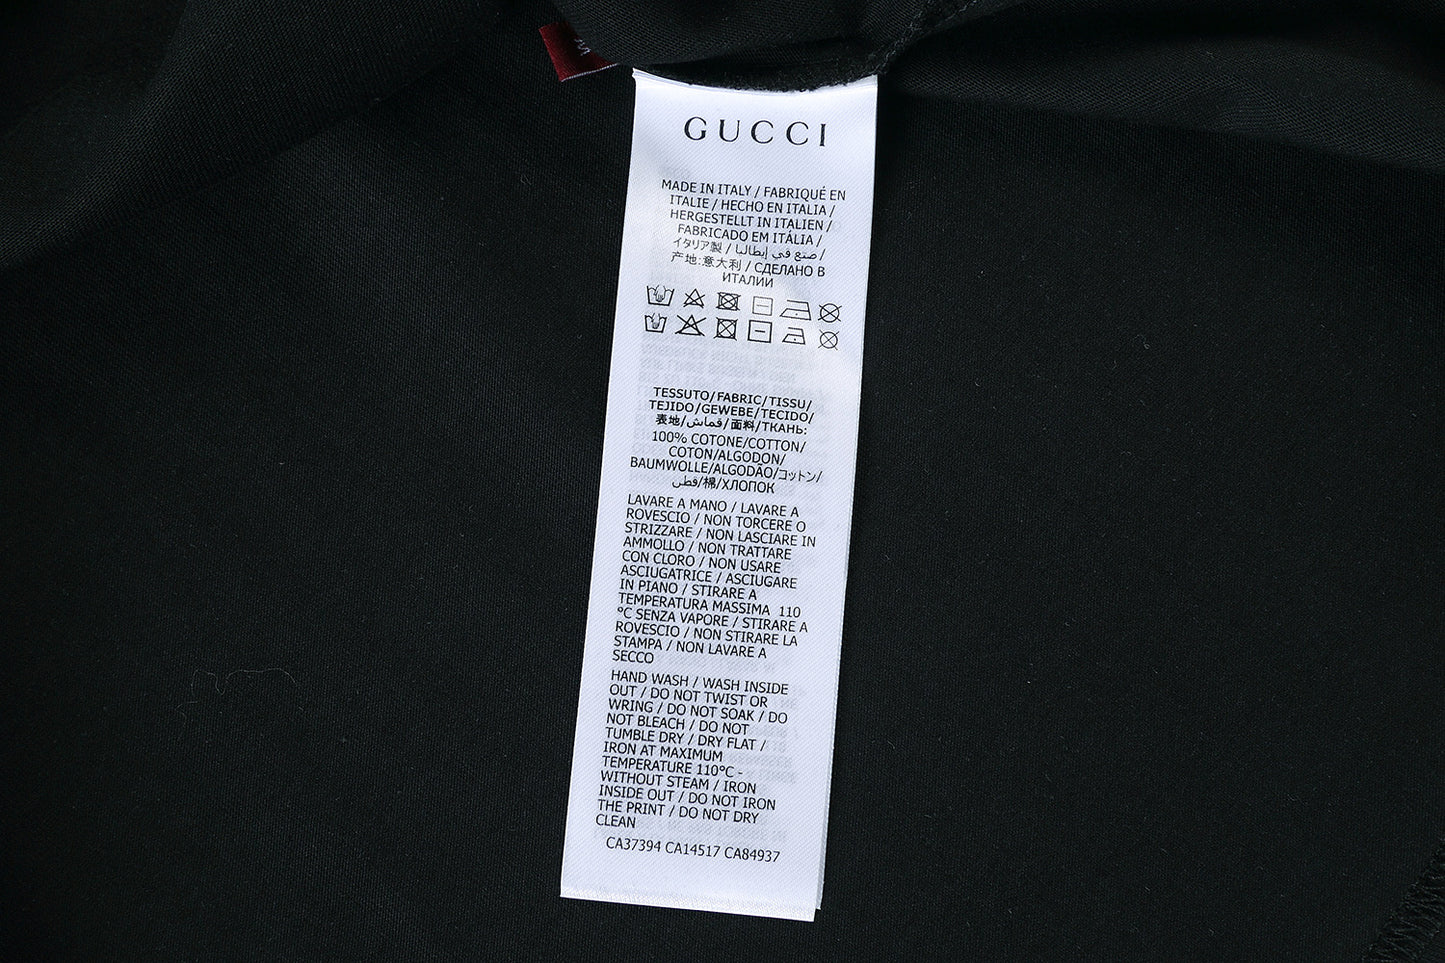 M
GUCCI
MADE IN ITALY / FABRIQUÉ EN
ITALIE / HECHO EN ITALIA /
HERGESTELLT IN ITALIEN /
FABRICADO EM ITÁLIA /
イタリア製 / صنع في إيطاليا /
产地:意大利 / СДЕЛАНО В
ИТАЛИИ
TESSUTO/FABRIC/TISSU/
TEJIDO/GEWEBE/TECIDO/
表地/قماش/面料/ТКАНЬ:
100% COTONE/COTTON/
COTON/ALGODON/
BAUMWOLLE/ALGODÃO/コットン/
قطن/棉/ХЛОПОК
LAVARE A MANO / LAVARE A
ROVESCIO / NON TORCERE O
STRIZZARE / NON LASCIARE IN
AMMOLLO / NON TRATTARE
CON CLORO / NON USARE
ASCIUGATRICE / ASCIUGARE
IN PIANO / STIRARE A
TEMPERATURA MASSIMA 110
°C SENZA VAPORE / STIRARE A
ROVESCIO / NON STIRARE LA
STAMPA / NON LAVARE A
SECCO
HAND WASH / WASH INSIDE
OUT / DO NOT TWIST OR
WRING / DO NOT SOAK / DO
NOT BLEACH / DO NOT
TUMBLE DRY / DRY FLAT /
IRON AT MAXIMUM
TEMPERATURE 110°C -
WITHOUT STEAM / IRON
INSIDE OUT / DO NOT IRON
THE PRINT / DO NOT DRY
CLEAN
CA37394 CA14517 CA84937